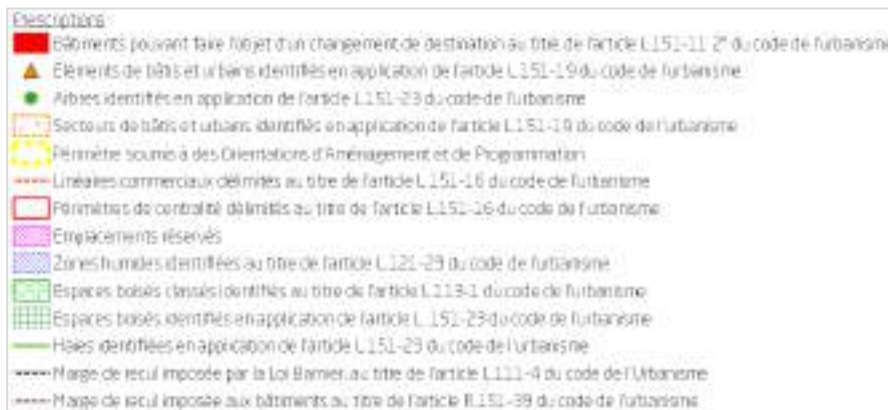 Prescriptions
Bâtiments pouvant faire l'objet d'un changement de destination au titre de l'article L.151-11 2° du code de l'urbanisme
Eléments de bâtis et urbains identifiés en application de l'article L.151-19 du code de l'urbanisme
Arbres identifiés en application de l'article L.151-23 du code de l'urbanisme
Secteurs de bâtis et urbains identifiés en application de l'article L.151-19 du code de l'urbanisme
Périmètre soumis à des Orientations d'Aménagement et de Programmation
Linéaires commerciaux délimités au titre de l'article L.151-16 du code de l'urbanisme
Périmètres de centralité délimités au titre de l'article L.151-16 du code de l'urbanisme
Emplacements réservés
Zones humides identifiées au titre de l'article L.121-23 du code de l'urbanisme
Espaces boisés classés identifiés au titre de l'article L.113-1 du code de l'urbanisme
Espaces boisés identifiés en application de l'article L.151-23 du code de l'urbanisme
Haies identifiées en application de l'article L.151-23 du code de l'urbanisme
Marge de recul imposée par la Loi Barnier, au titre de l'article L.111-4 du code de l'Urbanisme
Marge de recul imposée aux bâtiments au titre de l'article R.151-39 du code de l'urbanisme